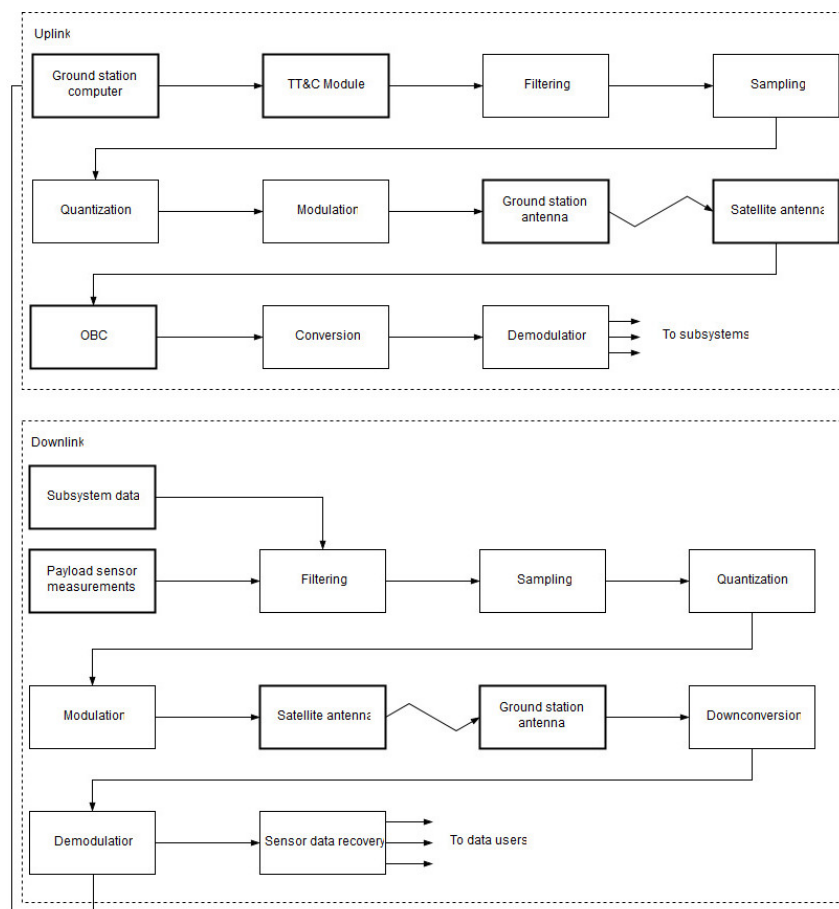 Uplink
Ground station
computer
TT&C Module
Filtering
Sampling
Quantization
Modulation
Ground station
antenna
Satellite antenna
OBC
Conversion
Demodulation
To subsystems
Downlink
Subsystem data
Payload sensor
measurements
Filtering
Sampling
Quantization
Modulation
Satellite antenna
Ground station
antenna
Downconversion
Demodulation
Sensor data recovery
To data users